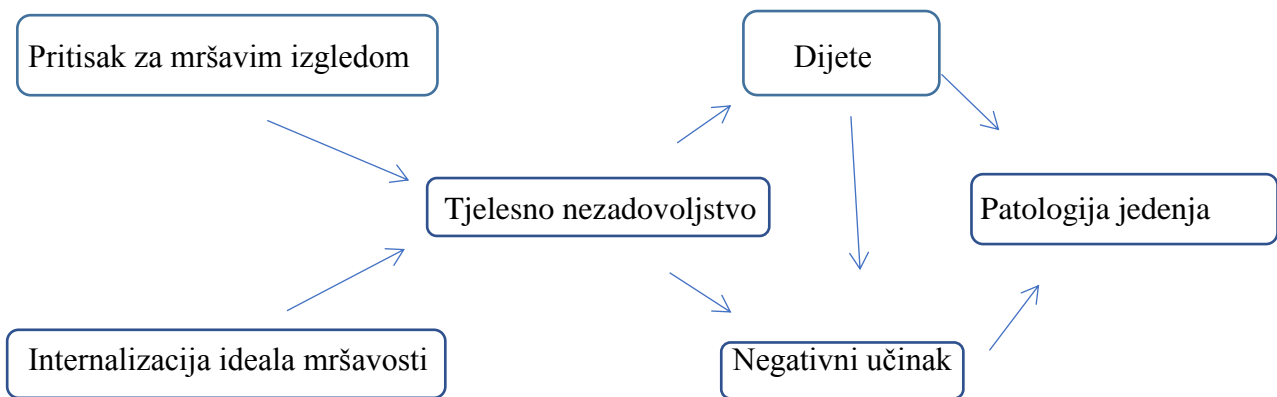 Pritisak za mršavim izgledom
Dijete
Tjelesno nezadovoljstvo
Patologija jedenja
Internalizacija ideala mršavosti
Negativni učinak